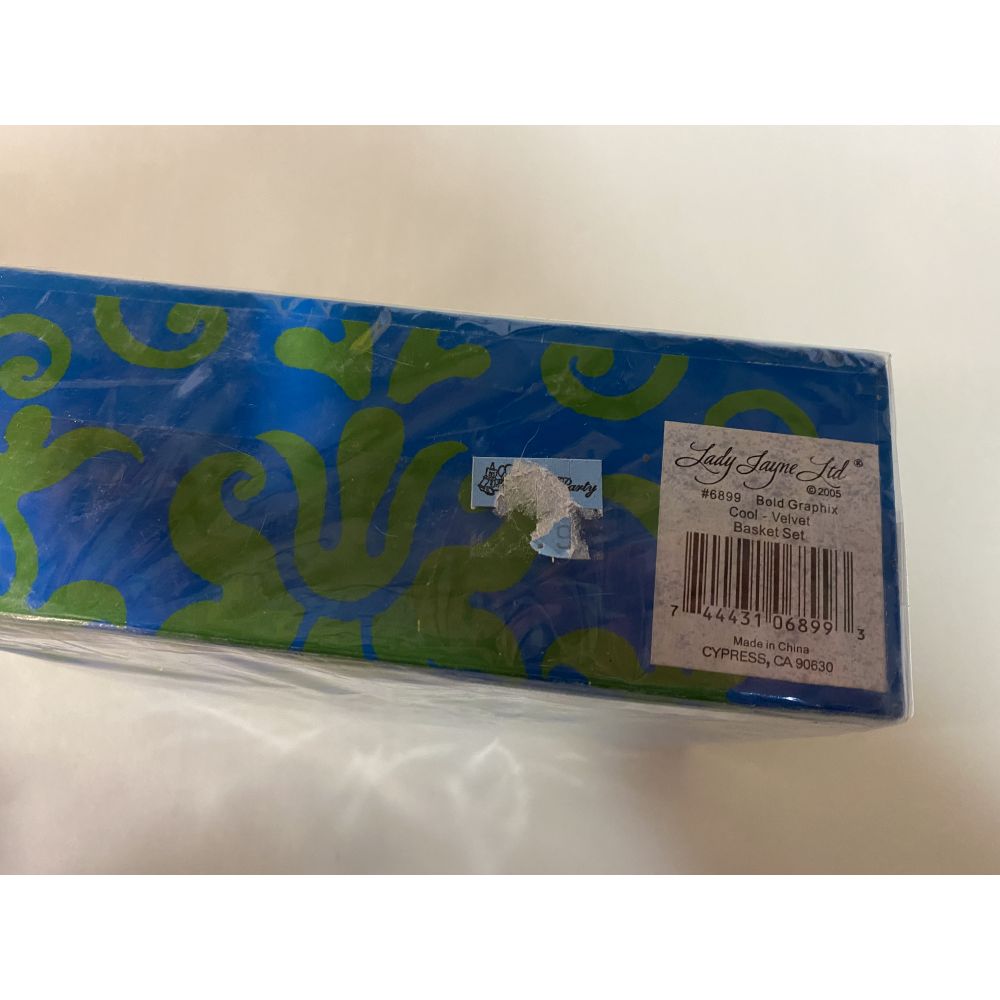 Party
9
Lady Jayne Ltd ®
©2005
#6899 Bold Graphix
Cool - Velvet
Basket Set
7 44431 06899 3
Made in China
CYPRESS, CA 90630